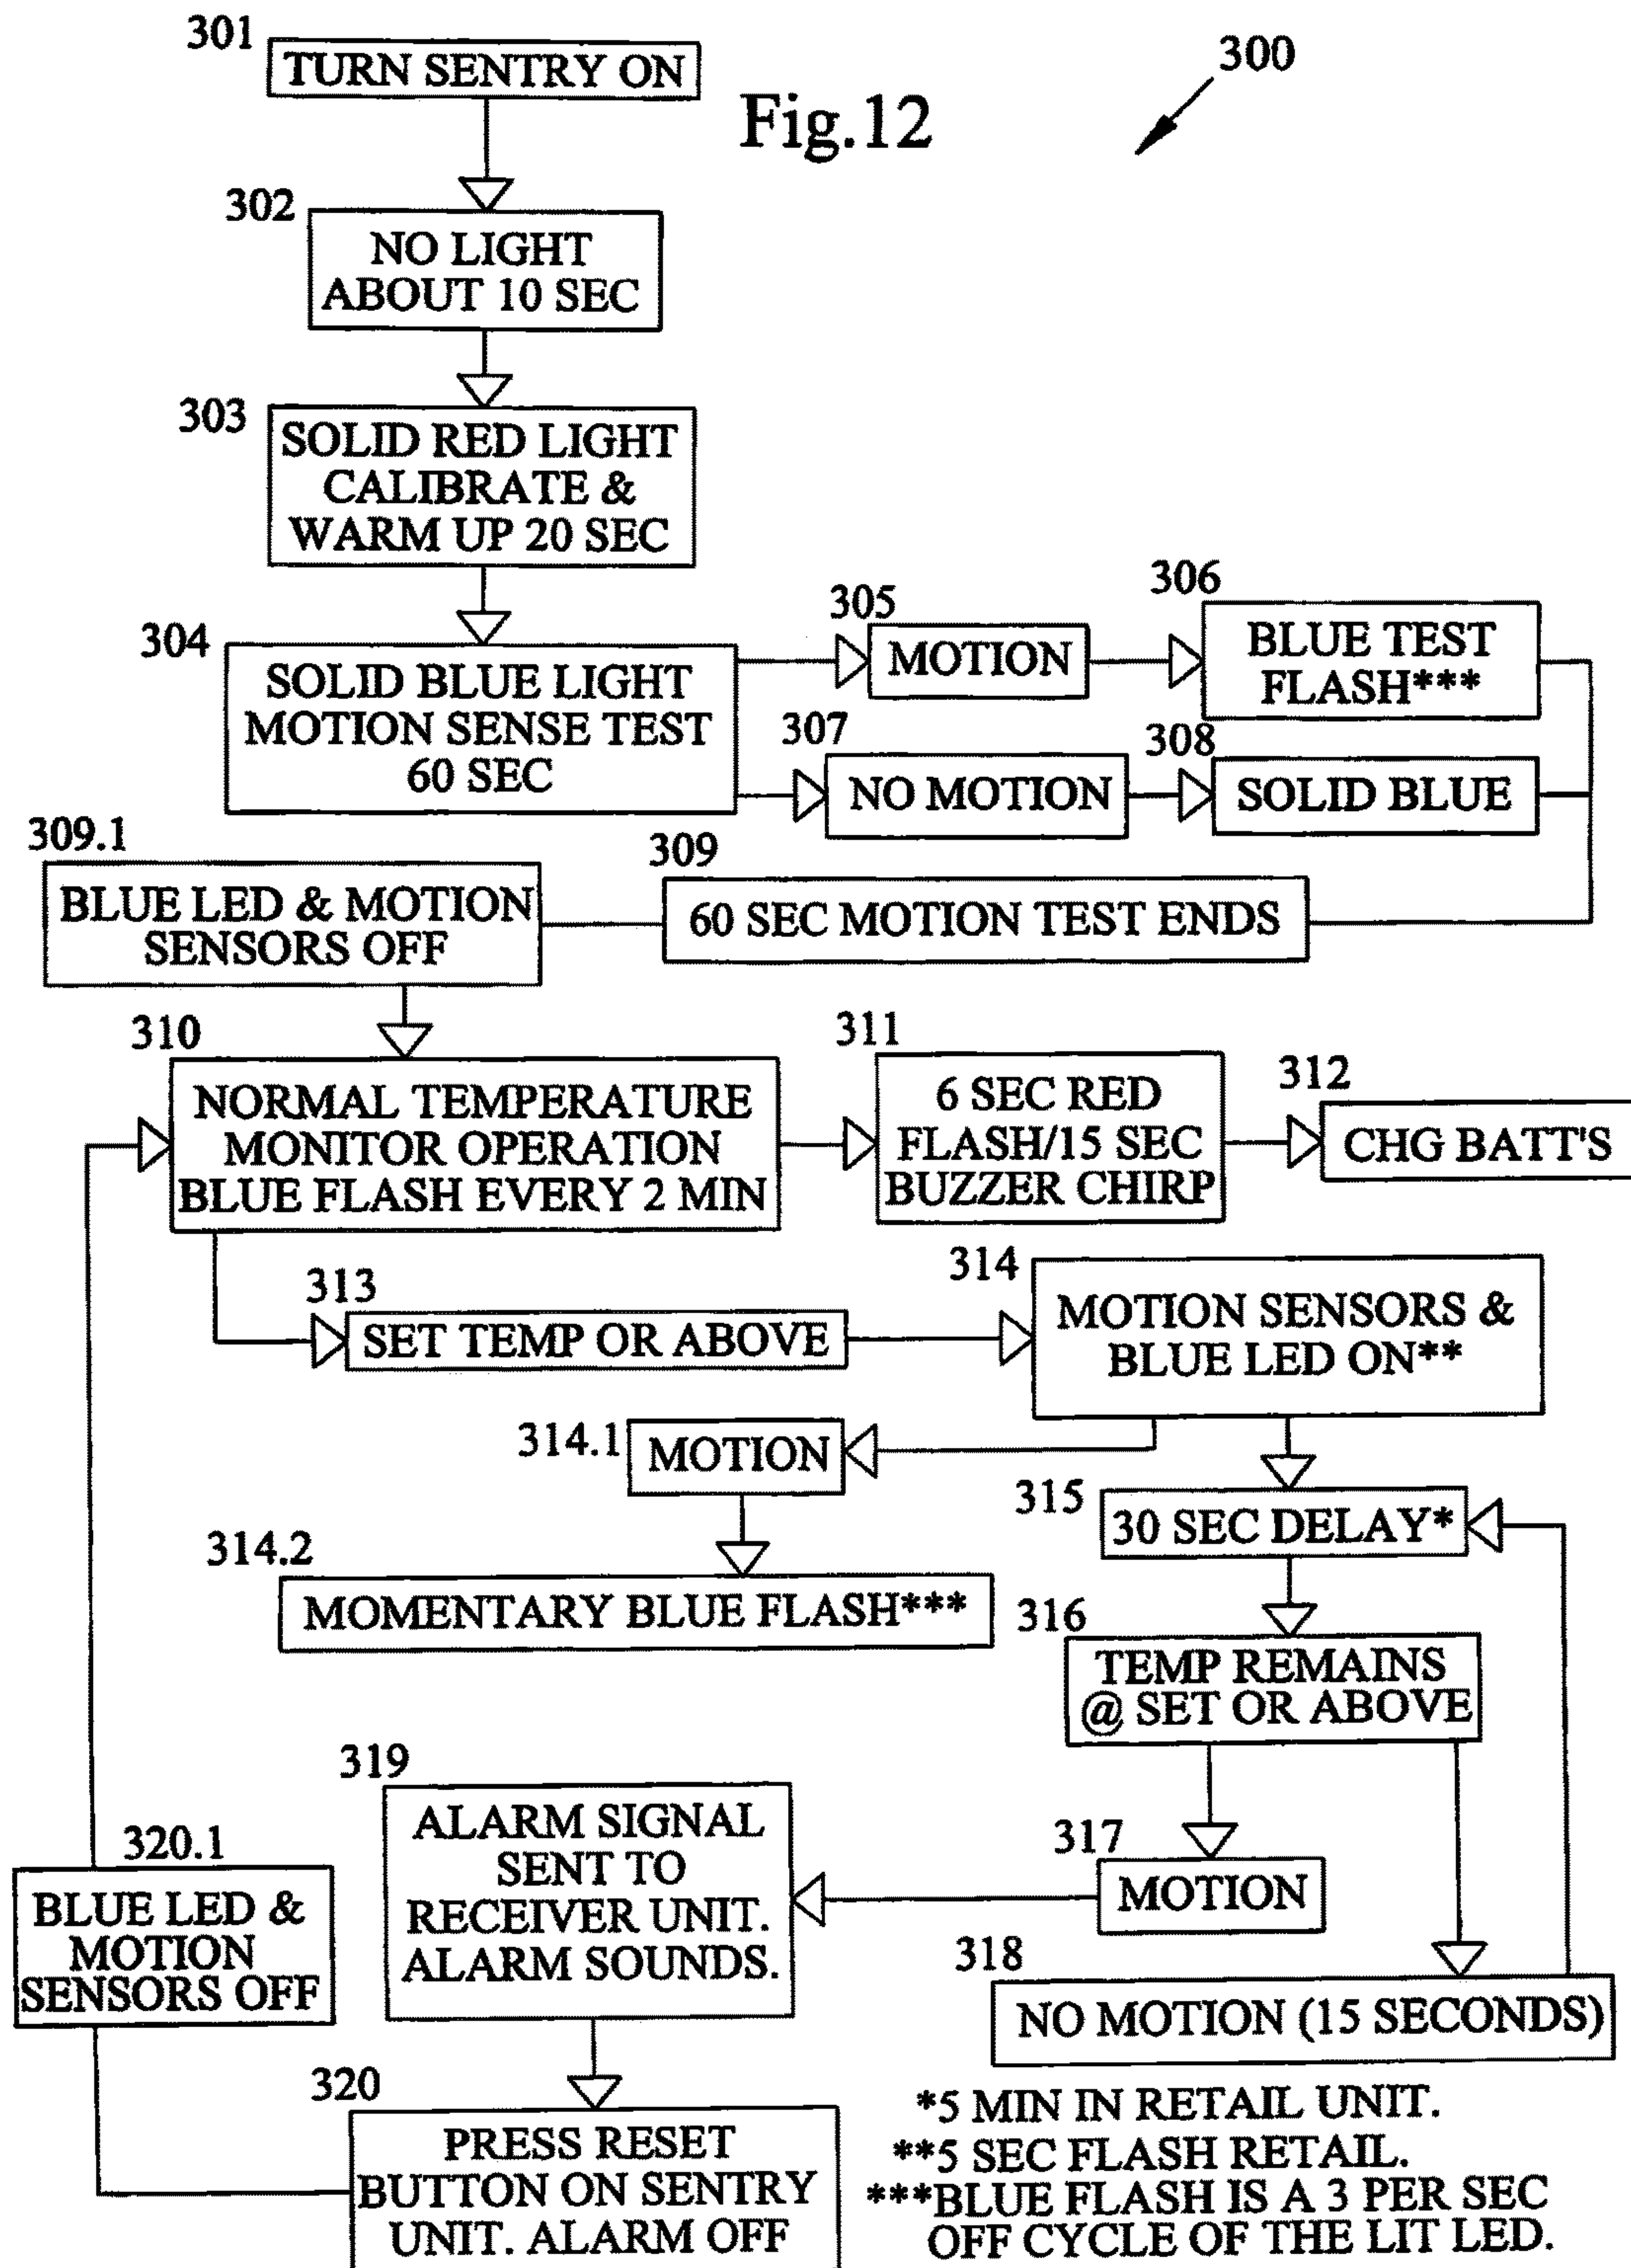 301
TURN SENTRY ON
300
Fig.12
302
NO LIGHT
ABOUT 10 SEC
303
SOLID RED LIGHT
CALIBRATE &
WARM UP 20 SEC
304
SOLID BLUE LIGHT
MOTION SENSE TEST
60 SEC
305
MOTION
306
BLUE TEST
FLASH***
307
NO MOTION
308
SOLID BLUE
309
60 SEC MOTION TEST ENDS
309.1
BLUE LED & MOTION
SENSORS OFF
310
NORMAL TEMPERATURE
MONITOR OPERATION
BLUE FLASH EVERY 2 MIN
311
6 SEC RED
FLASH/15 SEC
BUZZER CHIRP
312
CHG BATT'S
313
SET TEMP OR ABOVE
314
MOTION SENSORS &
BLUE LED ON**
314.1
MOTION
314.2
MOMENTARY BLUE FLASH***
315
30 SEC DELAY*
316
TEMP REMAINS
@ SET OR ABOVE
317
MOTION
318
NO MOTION (15 SECONDS)
319
ALARM SIGNAL
SENT TO
RECEIVER UNIT.
ALARM SOUNDS.
320
PRESS RESET
BUTTON ON SENTRY
UNIT. ALARM OFF
320.1
BLUE LED &
MOTION
SENSORS OFF
*5 MIN IN RETAIL UNIT.
**5 SEC FLASH RETAIL.
***BLUE FLASH IS A 3 PER SEC
OFF CYCLE OF THE LIT LED.